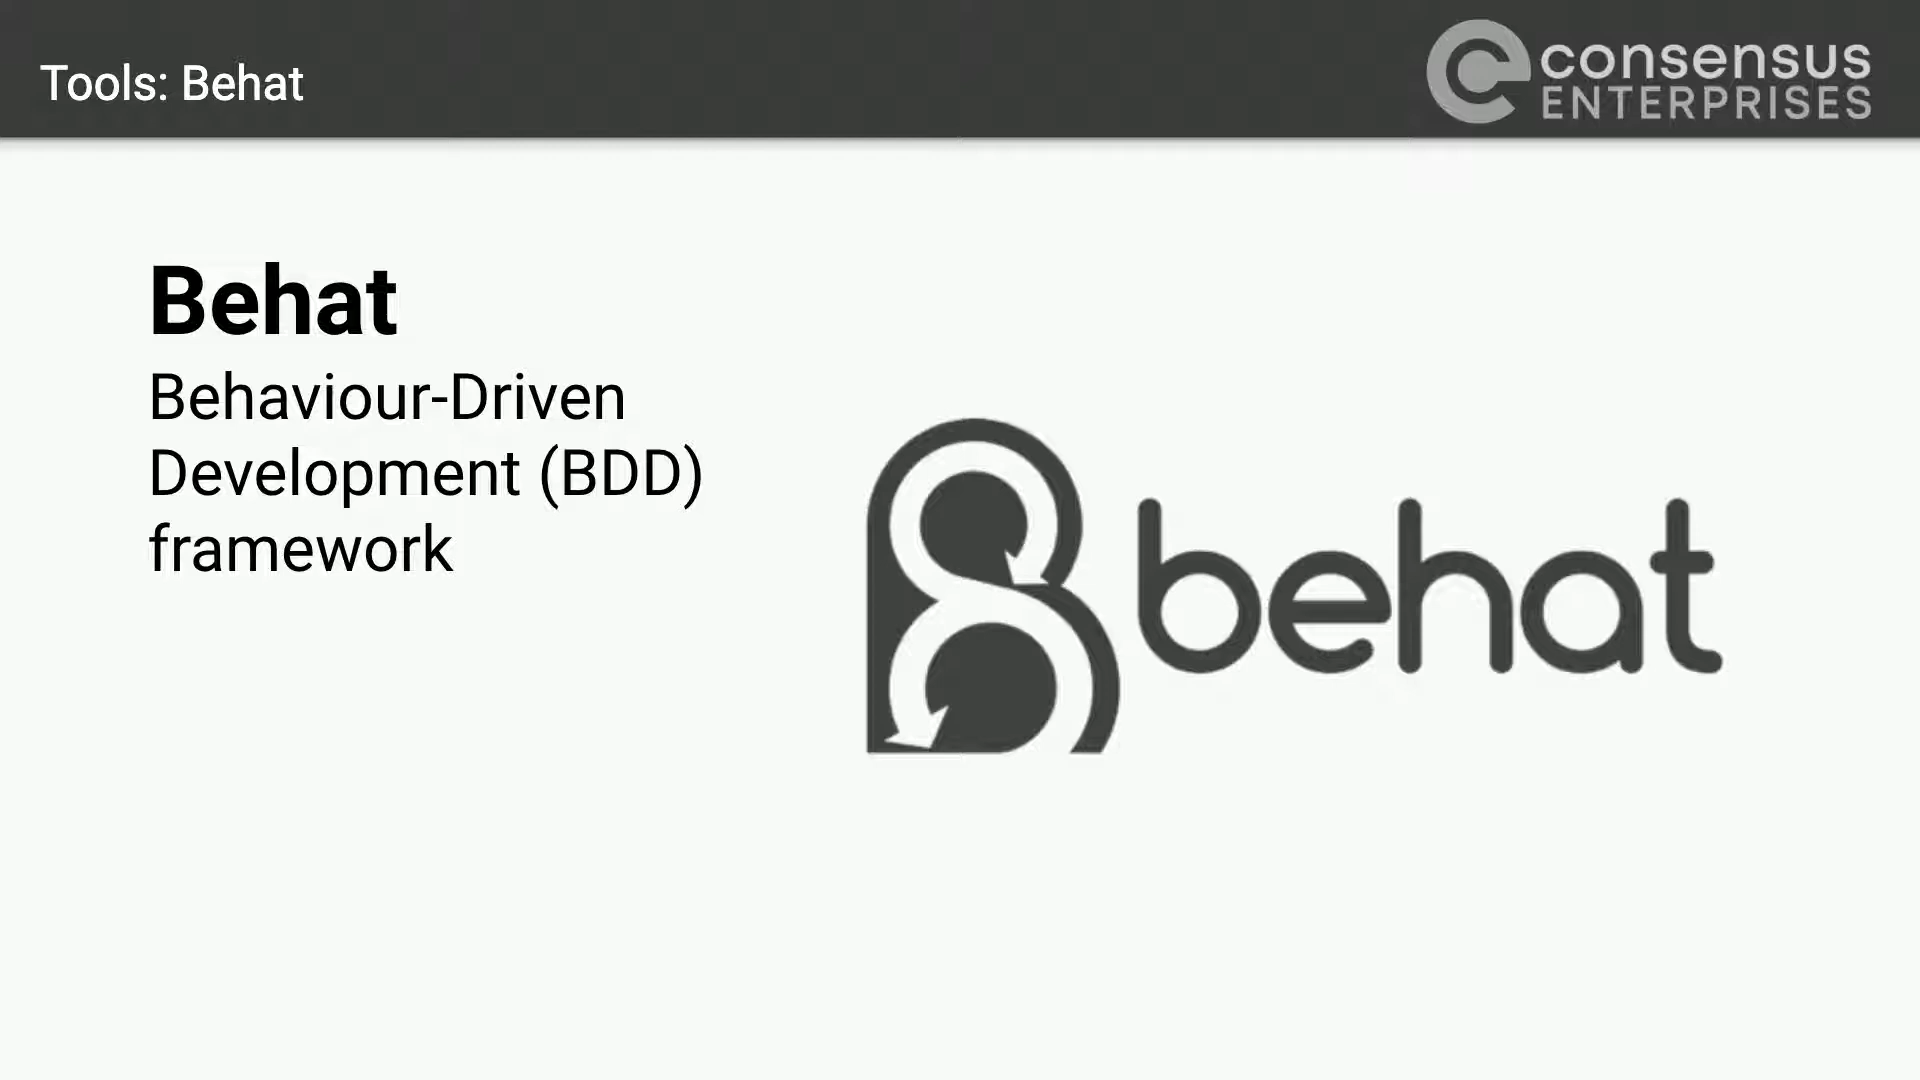 Tools: Behat
consensus
ENTERPRISES
Behat
Behaviour-Driven
Development (BDD)
framework
behat